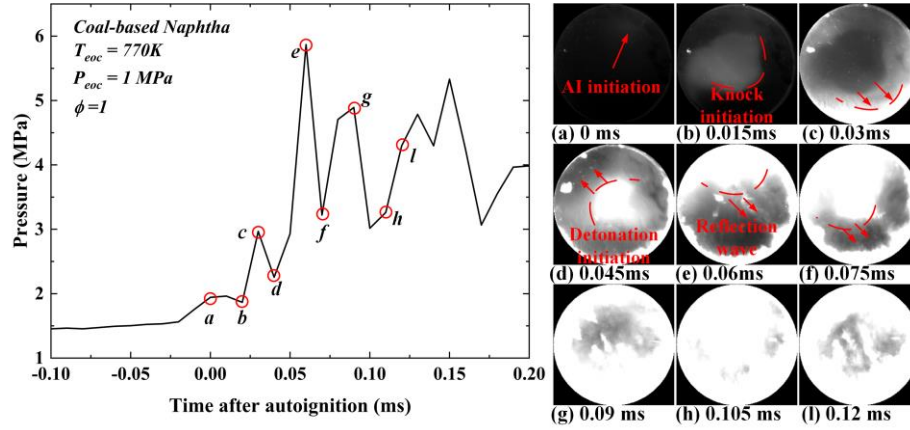 Coal-based Naphtha
T_eoc = 770K
P_eoc = 1 MPa
ϕ=1
Pressure (MPa)
6
5
4
3
2
1
-0.10 -0.05 0.00 0.05 0.10 0.15 0.20
Time after autoignition (ms)
a
b
c
d
e
f
g
h
l
AI initiation
(a) 0 ms
Knock
initiation
(b) 0.015ms
(c) 0.03ms
Detonation
initiation
(d) 0.045ms
Reflection
wave
(e) 0.06ms
(f) 0.075ms
(g) 0.09 ms
(h) 0.105 ms
(l) 0.12 ms